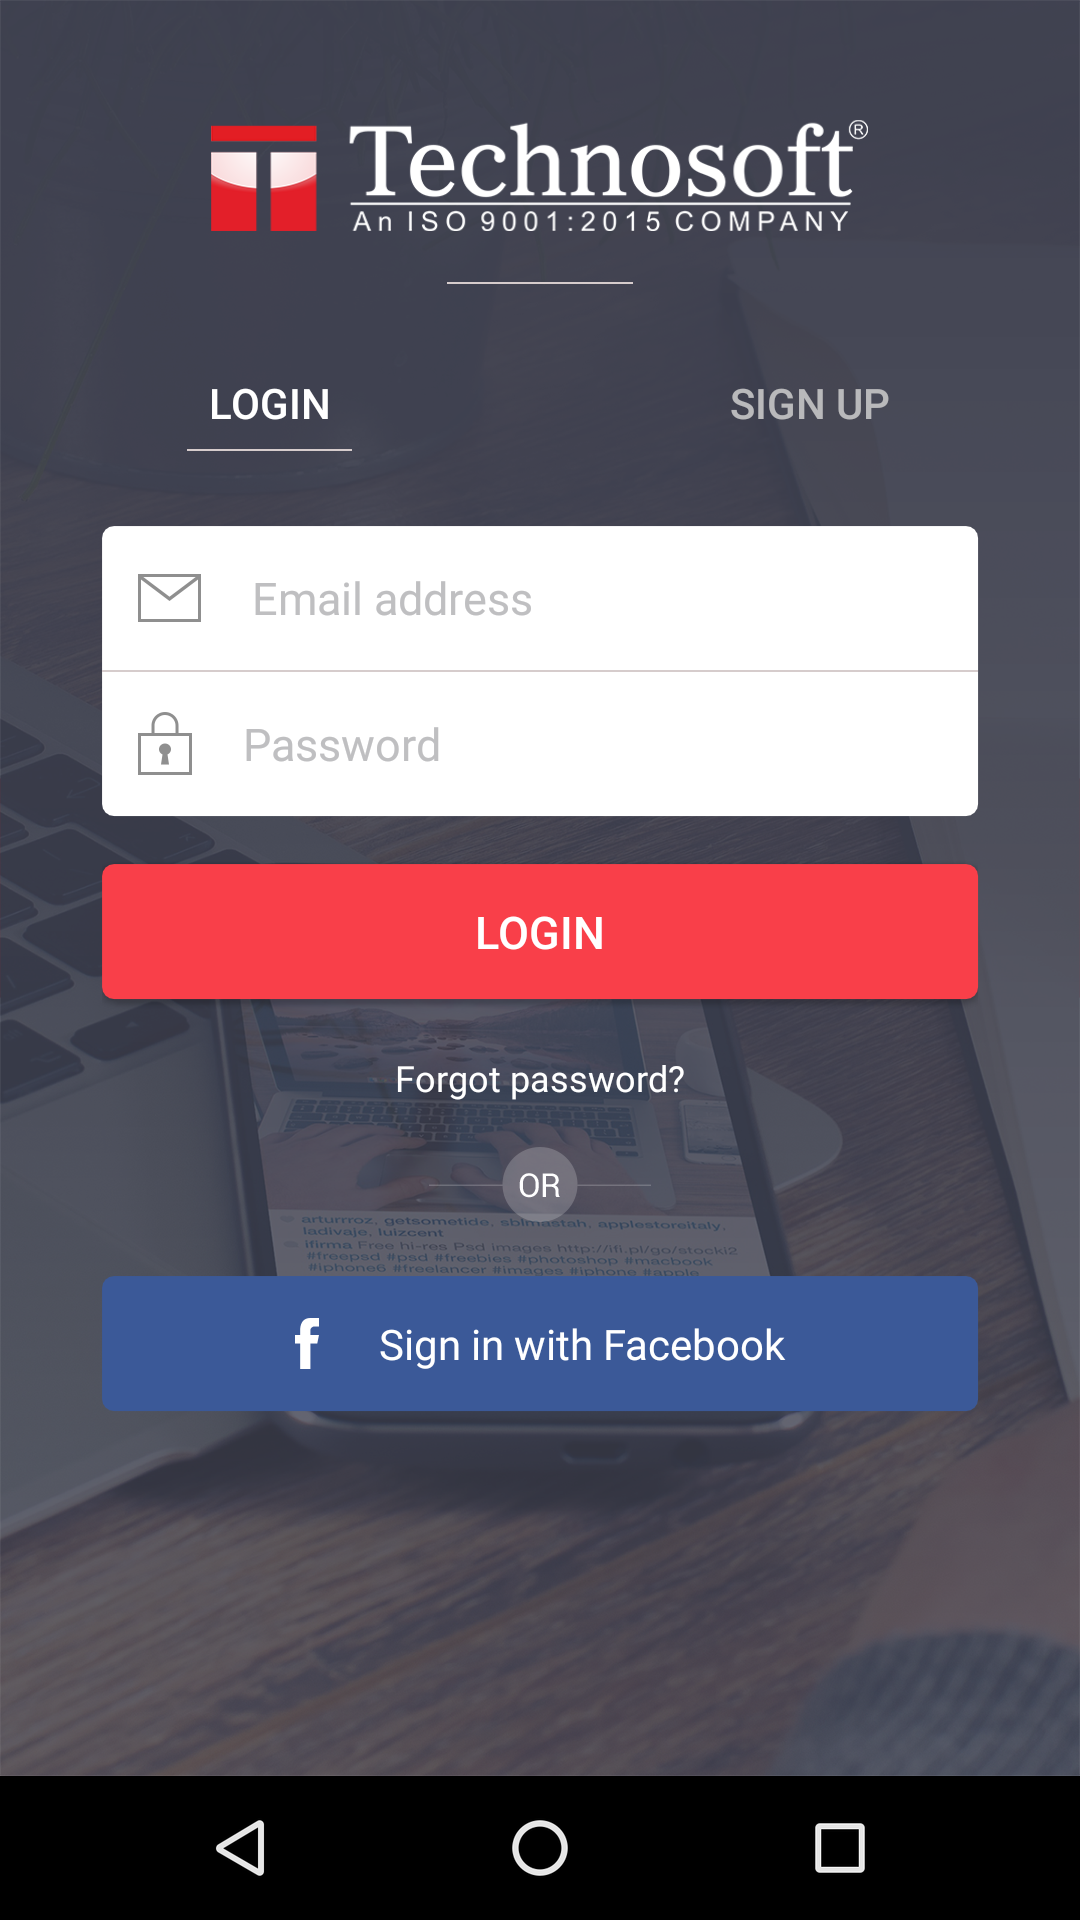 Technosoft®
An ISO 9001:2015 COMPANY
LOGIN
SIGN UP
Email address
Password
LOGIN
Forgot password?
OR
arturrroz, getsometide, sblmastah, applestoreitaly,
ladivaje, luizcent
ifirma Free hi-res Psd images http://ifi.pl/go/stocki2
#freepsd #psd #freebies #photoshop #macbook
#iphone6 #freelancer #images #iphone #apple
Sign in with Facebook